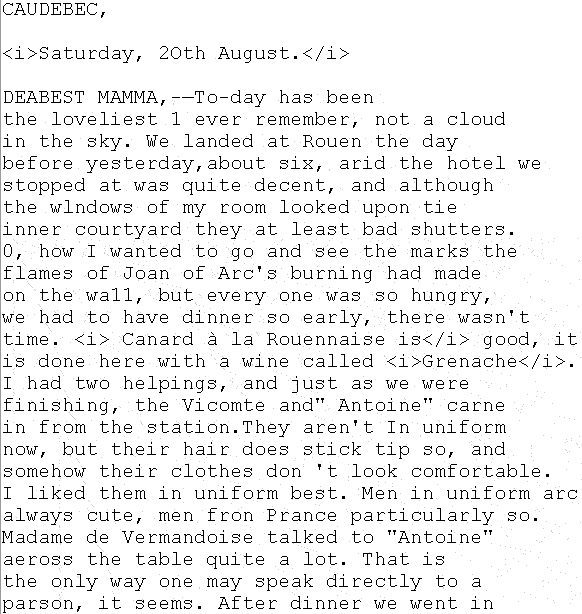 CAUDEBEC,
<i>Saturday, 2Oth August.</i>
DEABEST MAMMA,--To-day has been
the loveliest 1 ever remember, not a cloud
in the sky. We landed at Rouen the day
before yesterday,about six, arid the hotel we
stopped at was quite decent, and although
the wlndows of my room looked upon tie
inner courtyard they at least bad shutters.
0, how I wanted to go and see the marks the
flames of Joan of Arc's burning had made
on the wa11, but every one was so hungry,
we had to have dinner so early, there wasn't
time. <i> Canard à la Rouennaise is</i> good, it
is done here with a wine called <i>Grenache</i>.
I had two helpings, and just as we were
finishing, the Vicomte and" Antoine" carne
in from the station.They aren't In uniform
now, but their hair does stick tip so, and
somehow their clothes don 't look comfortable.
I liked them in uniform best. Men in uniform arc
always cute, men fron Prance particularly so.
Madame de Vermandoise talked to "Antoine"
aeross the table quite a lot. That is
the only way one may speak directly to a
parson, it seems. After dinner we went in